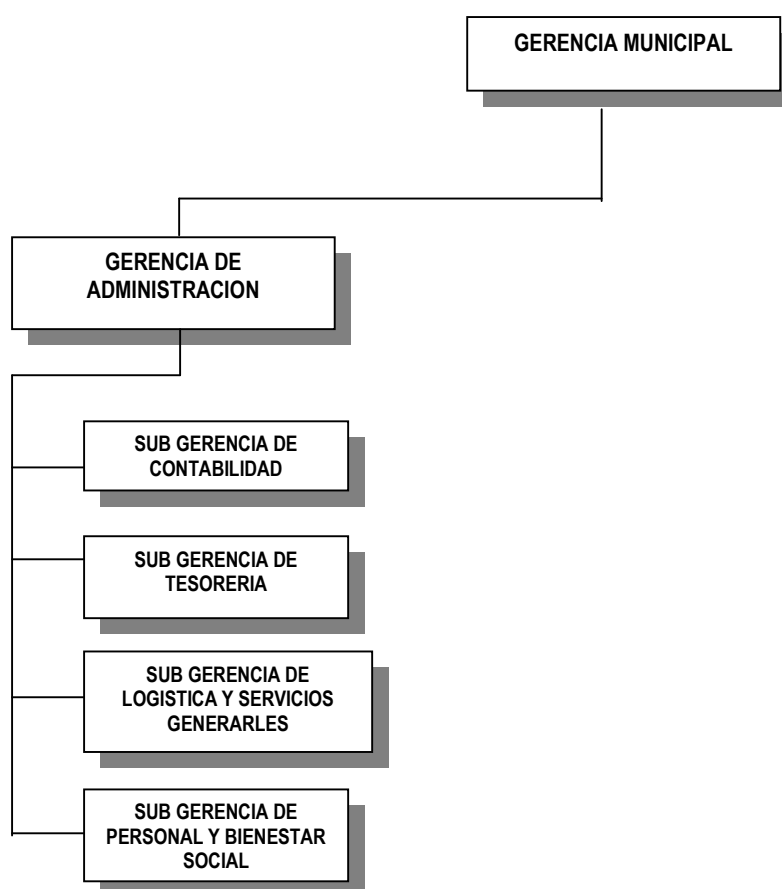 GERENCIA MUNICIPAL
GERENCIA DE
ADMINISTRACION
SUB GERENCIA DE
CONTABILIDAD
SUB GERENCIA DE
TESORERIA
SUB GERENCIA DE
LOGISTICA Y SERVICIOS
GENERARLES
SUB GERENCIA DE
PERSONAL Y BIENESTAR
SOCIAL